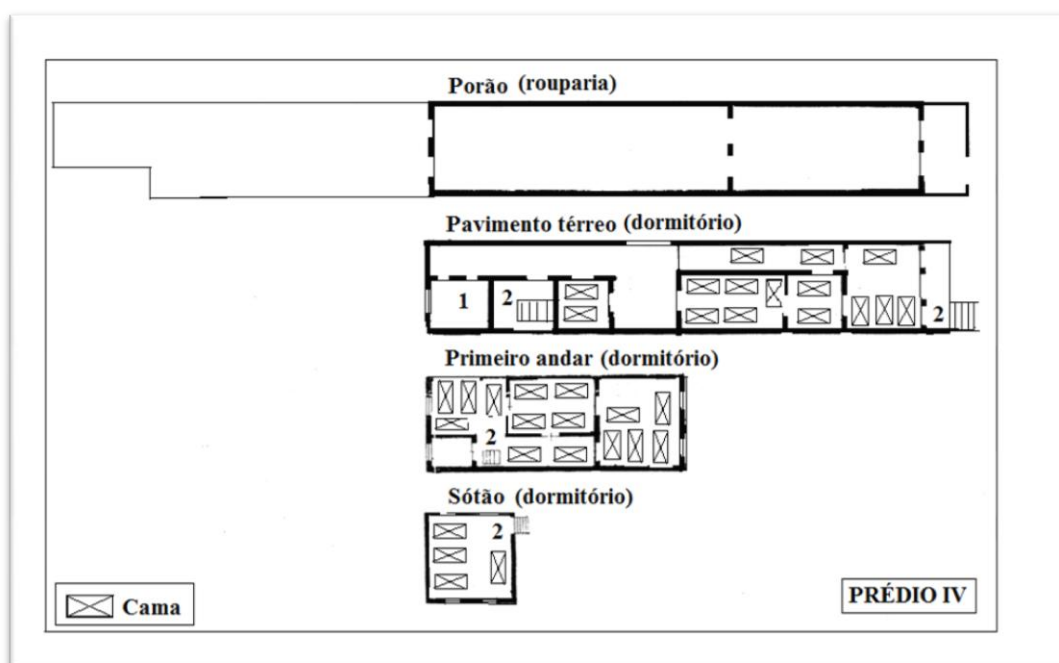 Porão (rouparia)
Pavimento térreo (dormitório)
1
2
2
Primeiro andar (dormitório)
2
Sótão (dormitório)
2
Cama
PRÉDIO IV